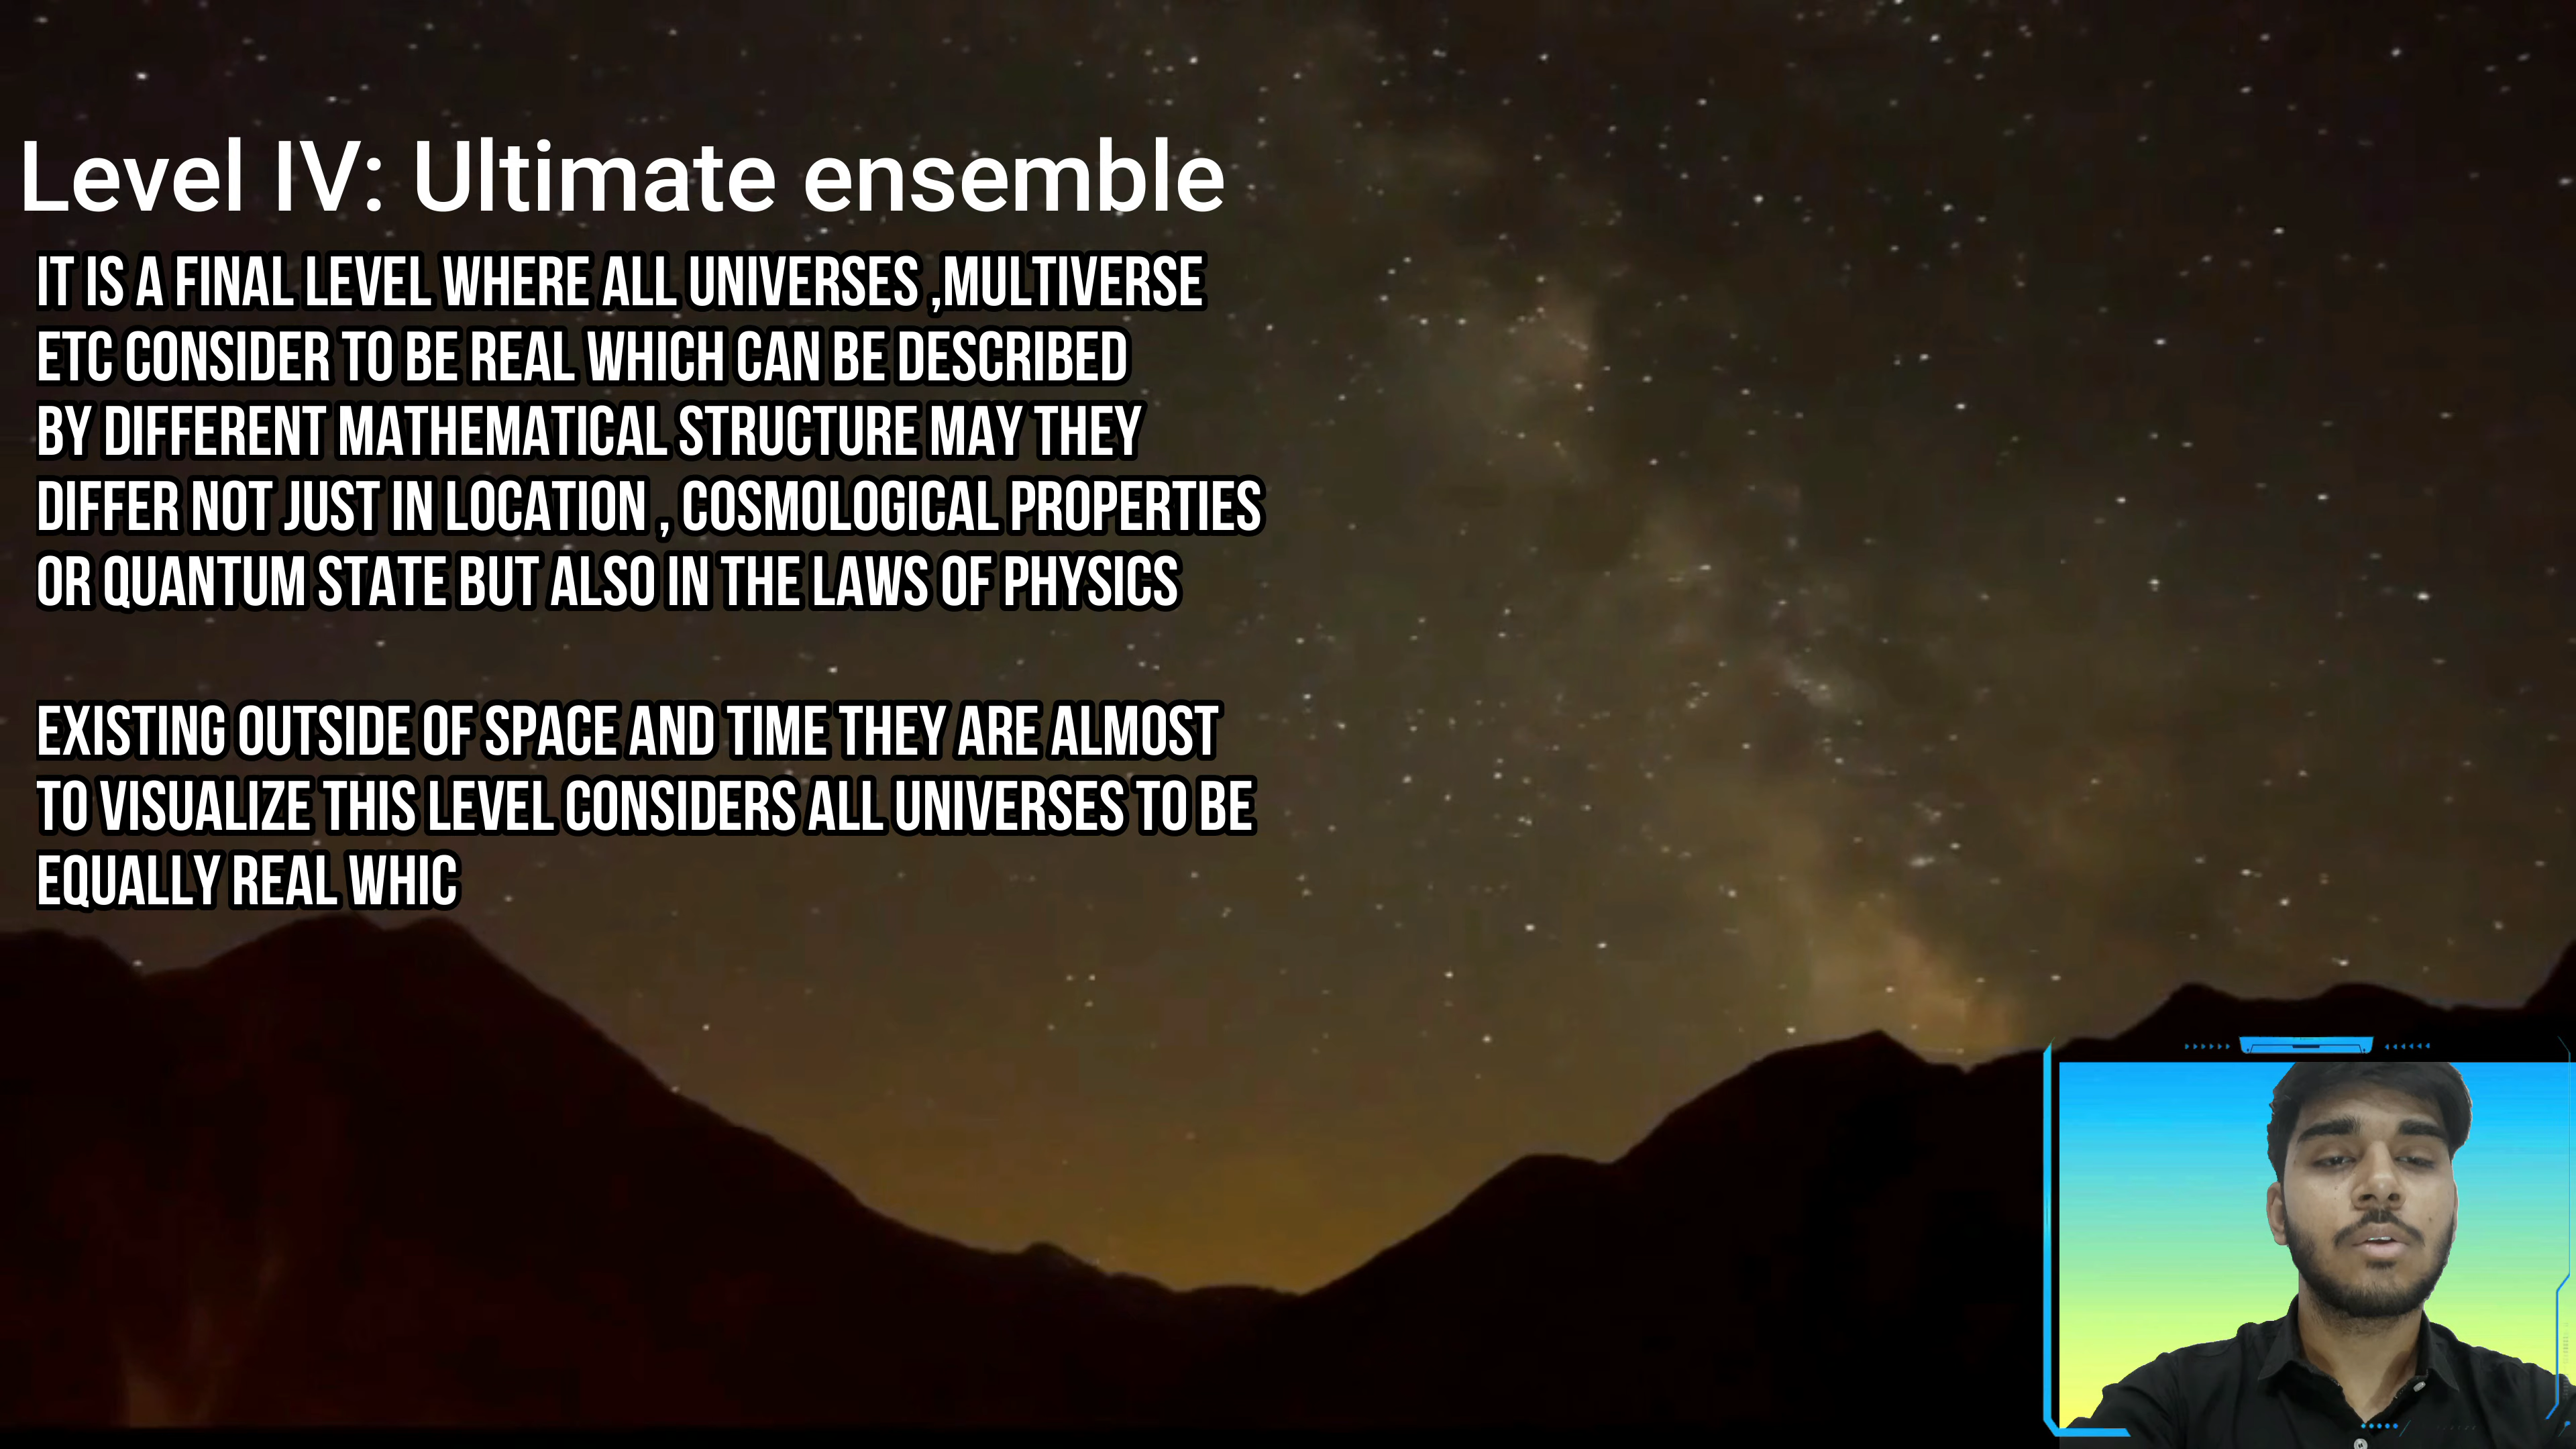 Level IV: Ultimate ensemble
IT IS A FINAL LEVEL WHERE ALL UNIVERSES ,MULTIVERSE
ETC CONSIDER TO BE REAL WHICH CAN BE DESCRIBED
BY DIFFERENT MATHEMATICAL STRUCTURE MAY THEY
DIFFER NOT JUST IN LOCATION , COSMOLOGICAL PROPERTIES
OR QUANTUM STATE BUT ALSO IN THE LAWS OF PHYSICS
EXISTING OUTSIDE OF SPACE AND TIME THEY ARE ALMOST
TO VISUALIZE THIS LEVEL CONSIDERS ALL UNIVERSES TO BE
EQUALLY REAL WHIC